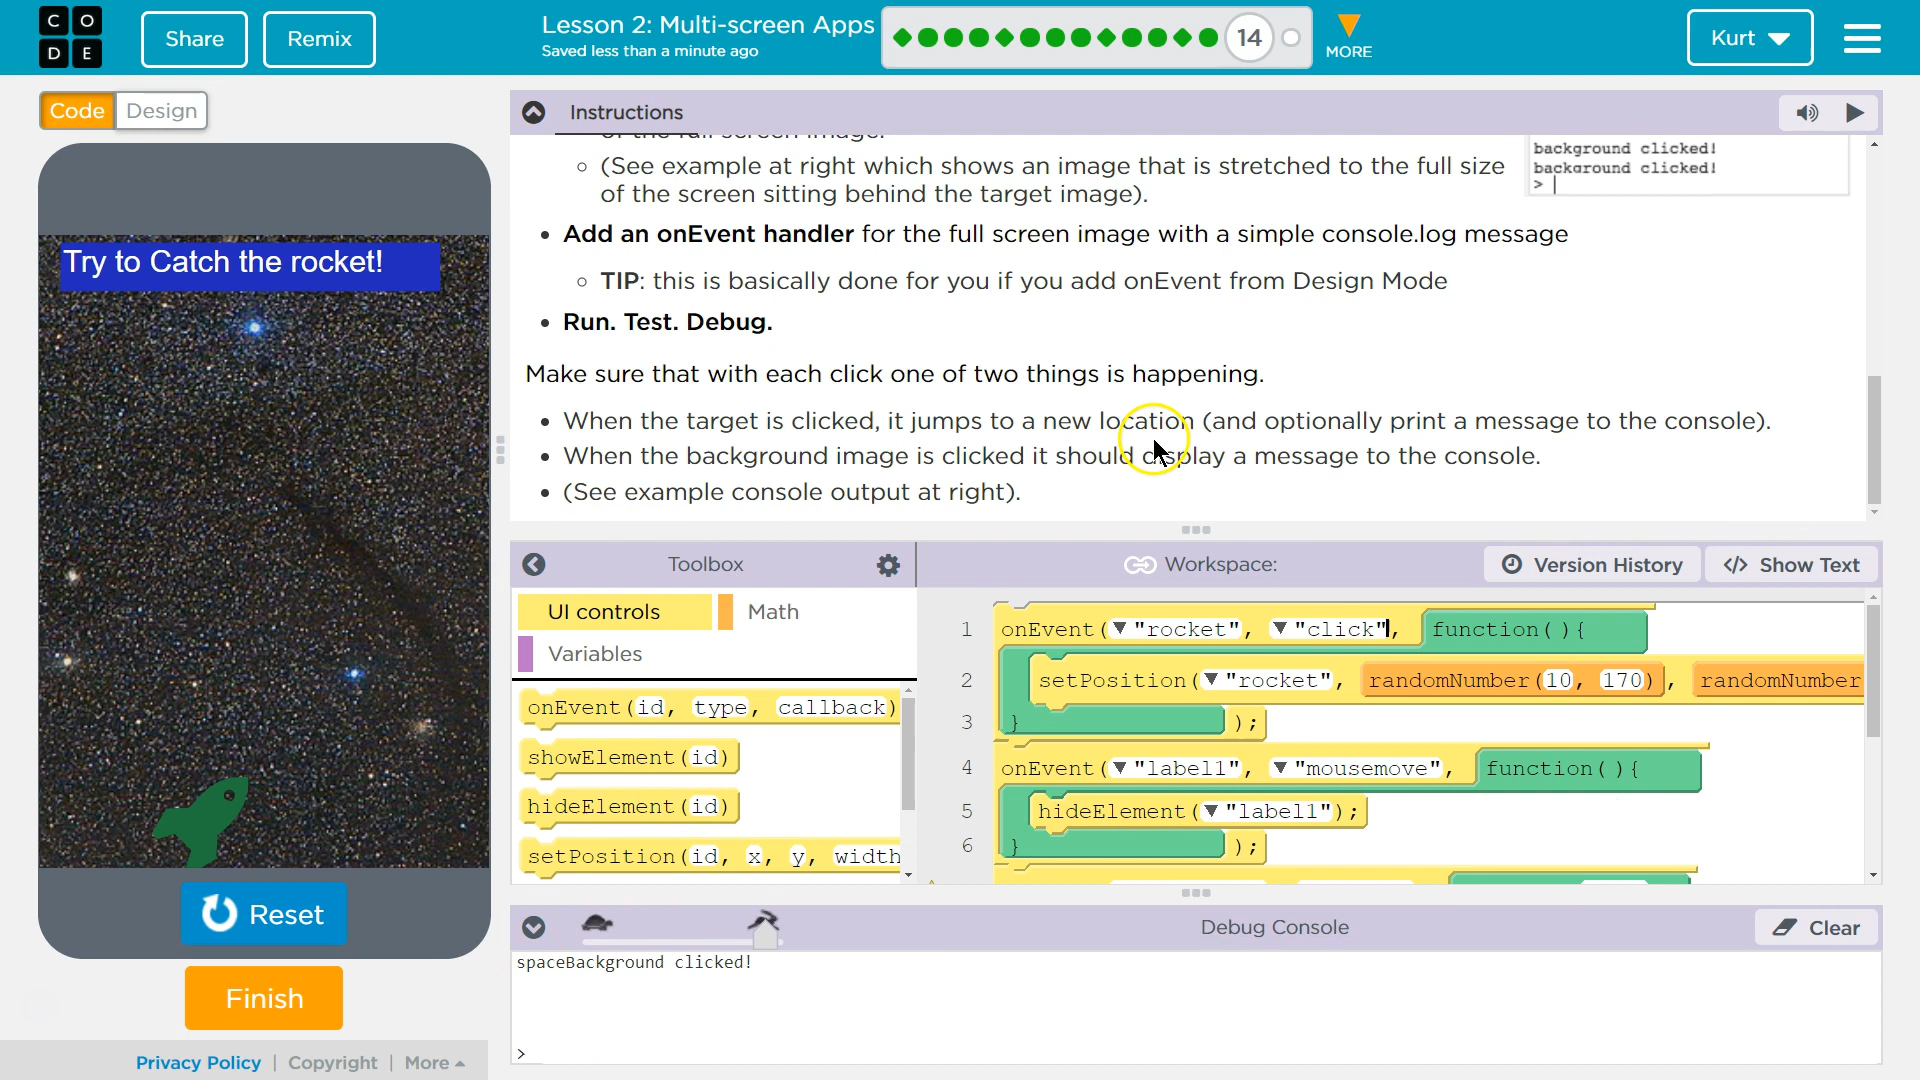 C O
D E
Share
Remix
Lesson 2: Multi-screen Apps
Saved less than a minute ago
14
MORE
Kurt
Code
Design
Instructions
of the full screen image.
(See example at right which shows an image that is stretched to the full size
of the screen sitting behind the target image).
background clicked!
background clicked!
>
Add an onEvent handler for the full screen image with a simple console.log message
TIP: this is basically done for you if you add onEvent from Design Mode
Run. Test. Debug.
Make sure that with each click one of two things is happening.
When the target is clicked, it jumps to a new location (and optionally print a message to the console).
When the background image is clicked it should display a message to the console.
(See example console output at right).
Try to Catch the rocket!
Reset
Finish
Privacy Policy | Copyright | More
Toolbox
UI controls
Math
Variables
onEvent(id, type, callback)
showElement(id)
hideElement(id)
setPosition(id, x, y, width
Workspace:
Version History
</> Show Text
1 onEvent("rocket", "click", function(){
2 setPosition("rocket", randomNumber(10, 170), randomNumber
3 } );
4 onEvent("label1", "mousemove", function(){
5 hideElement("label1");
6 } );
Debug Console
Clear
spaceBackground clicked!
>